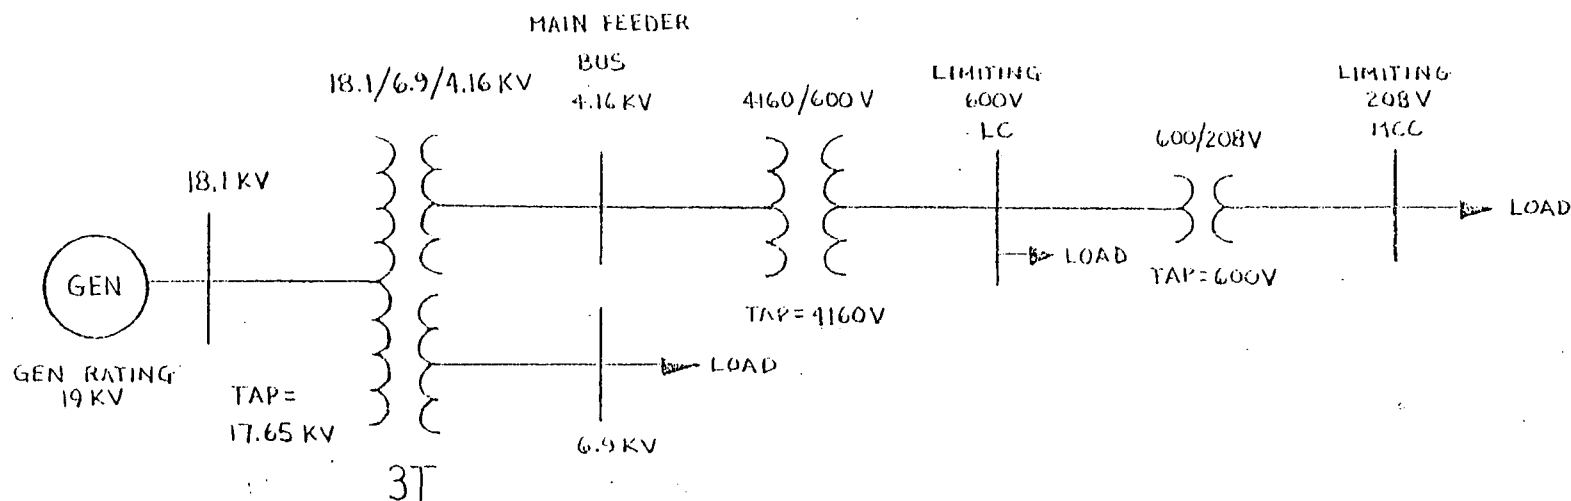 MAIN FEEDER
BUS
4.16 KV
18.1/6.9/4.16 KV
4160/600V
LIMITING
600V
LC
LIMITING
208V
MCC
600/208V
18.1 KV
LOAD
GEN
LOAD
TAP=600V
TAP=4160V
GEN RATING
19 KV
LOAD
TAP=
17.65 KV
6.9 KV
3T